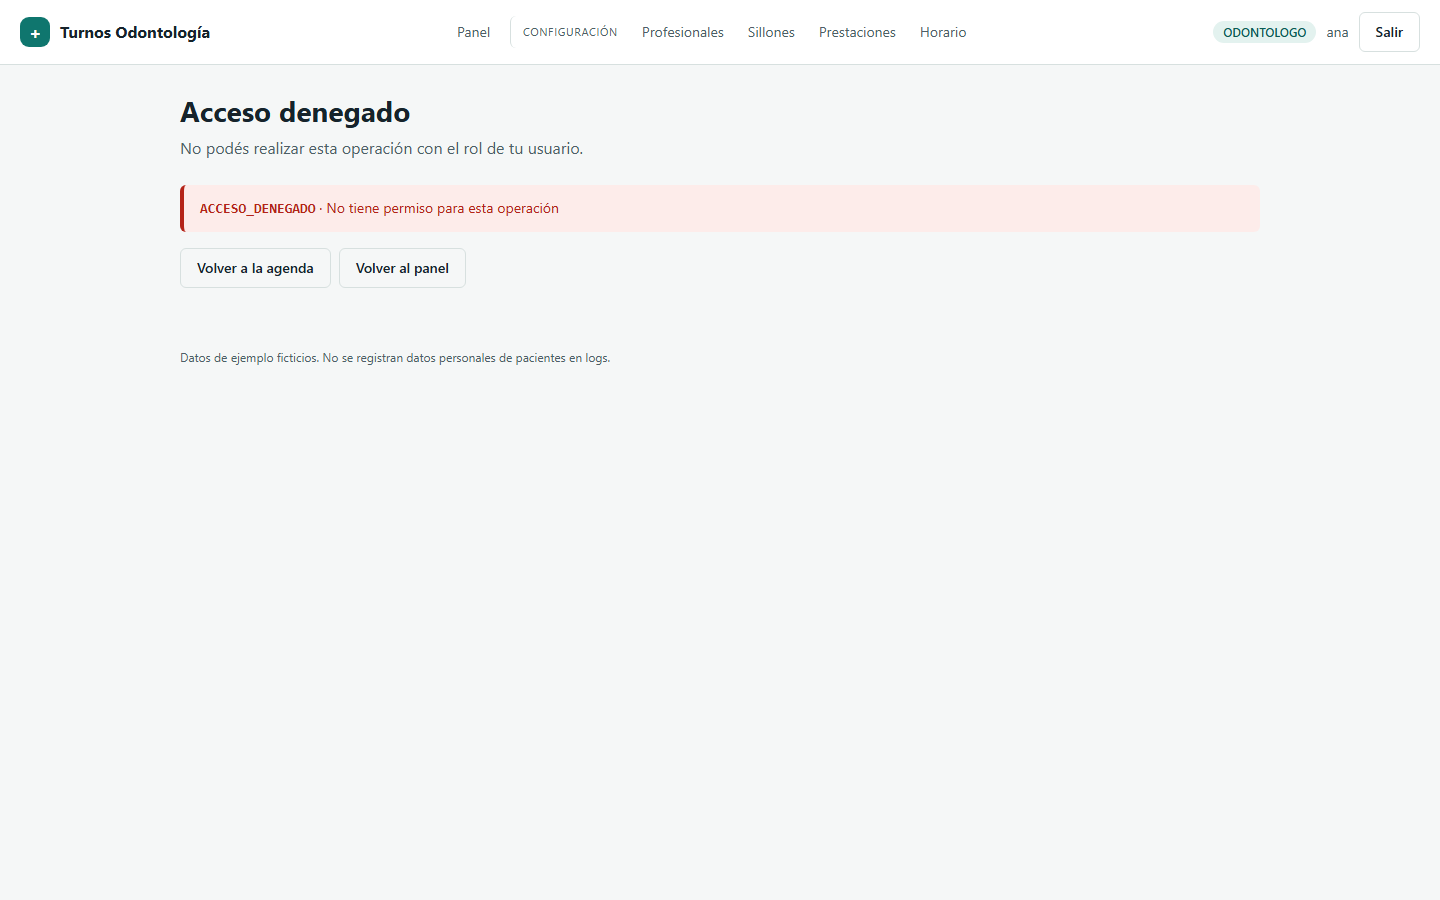 + Turnos Odontología
Panel CONFIGURACIÓN Profesionales Sillones Prestaciones Horario
ODONTOLOGO ana Salir
Acceso denegado
No podés realizar esta operación con el rol de tu usuario.
ACCESO_DENEGADO · No tiene permiso para esta operación
Volver a la agenda Volver al panel
Datos de ejemplo ficticios. No se registran datos personales de pacientes en logs.